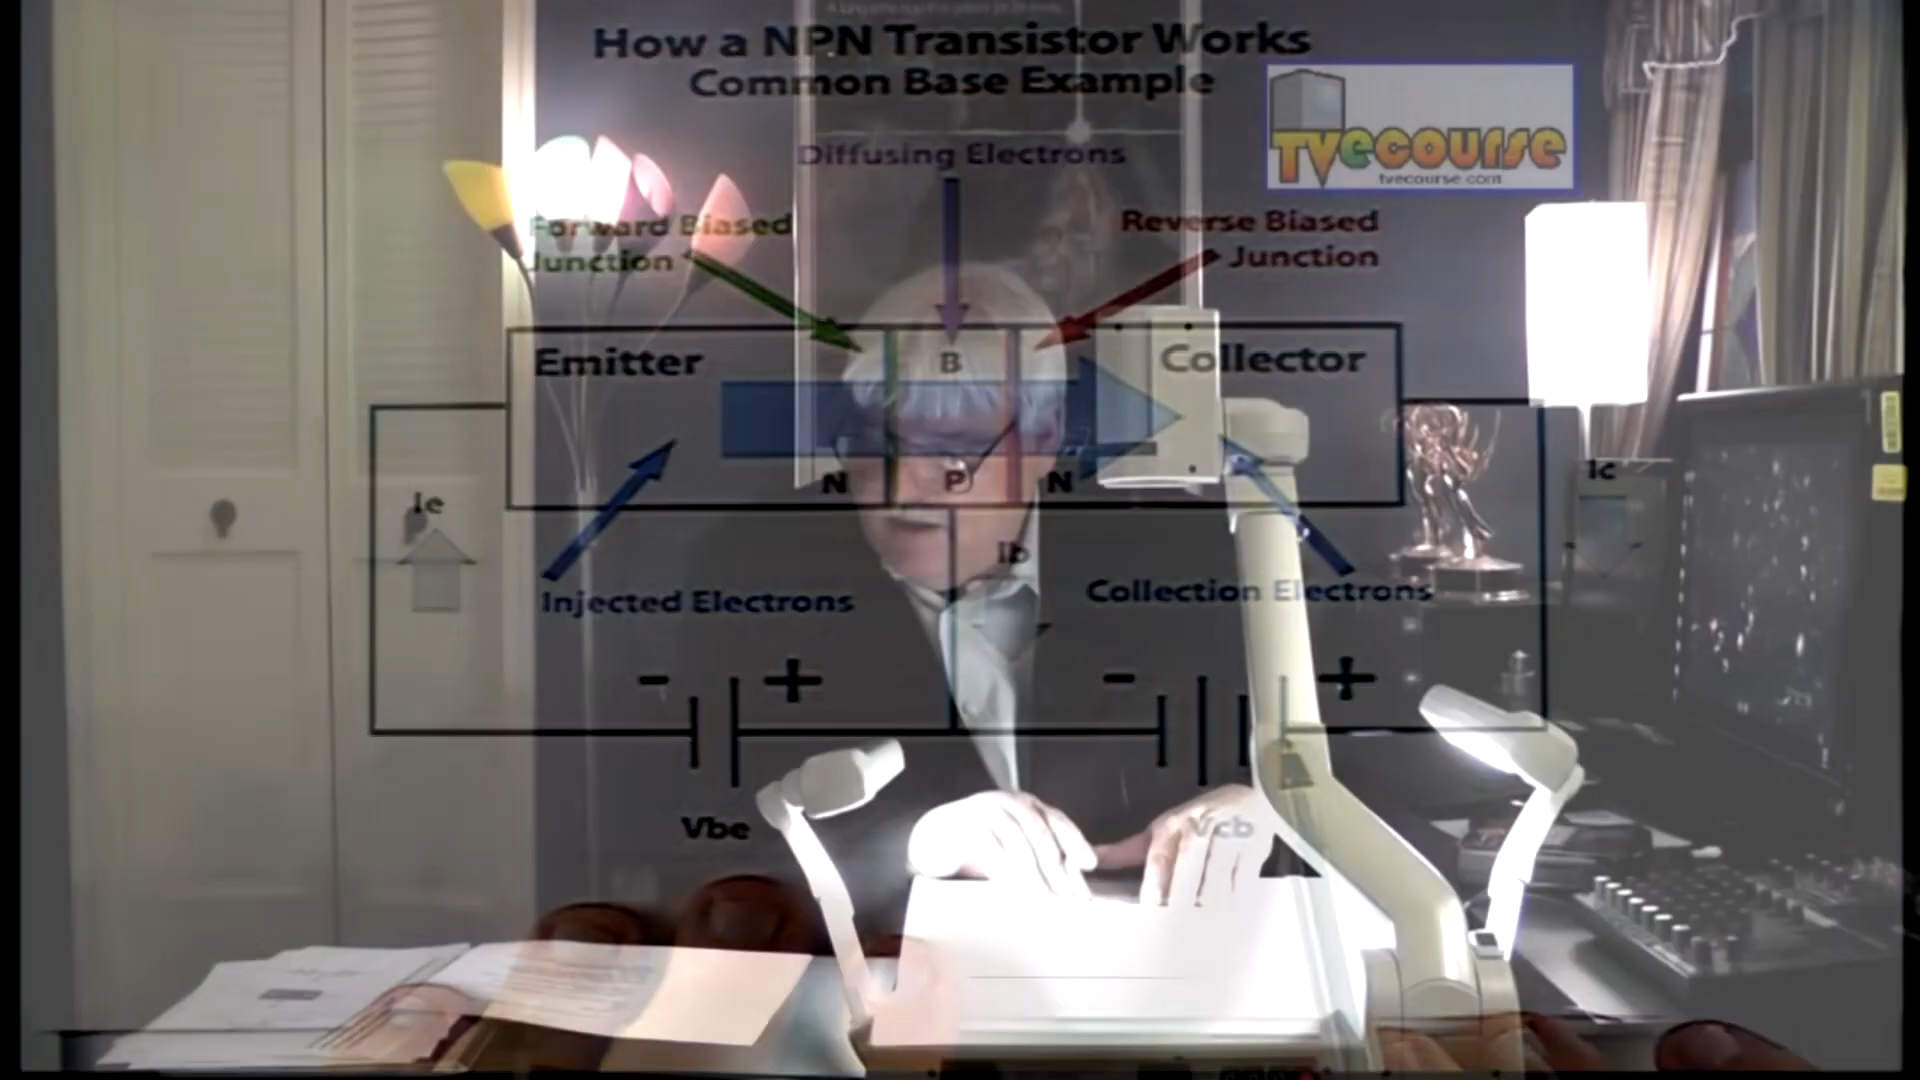 How a NPN Transistor Works
Common Base Example
TVecourse
tvecourse.com
Diffusing Electrons
Forward Biased
Junction
Reverse Biased
Junction
Emitter
B
Collector
N
P
N
Ie
Ib
Ic
Injected Electrons
Collection Electrons
- +
- +
Vbe
Vcb